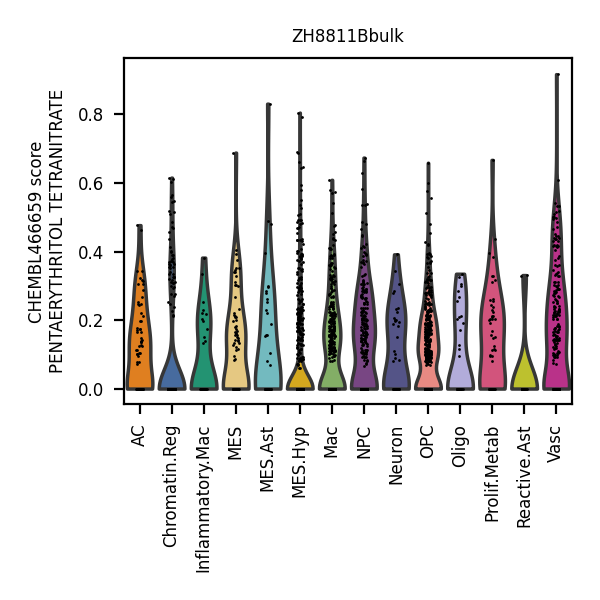 ZH8811Bbulk
CHEMBL466659 score
PENTAERYTHRITOL TETRANITRATE
0.8
0.6
0.4
0.2
0.0
AC
Chromatin.Reg
Inflammatory.Mac
MES
MES.Ast
MES.Hyp
Mac
NPC
Neuron
OPC
Oligo
Prolif.Metab
Reactive.Ast
Vasc